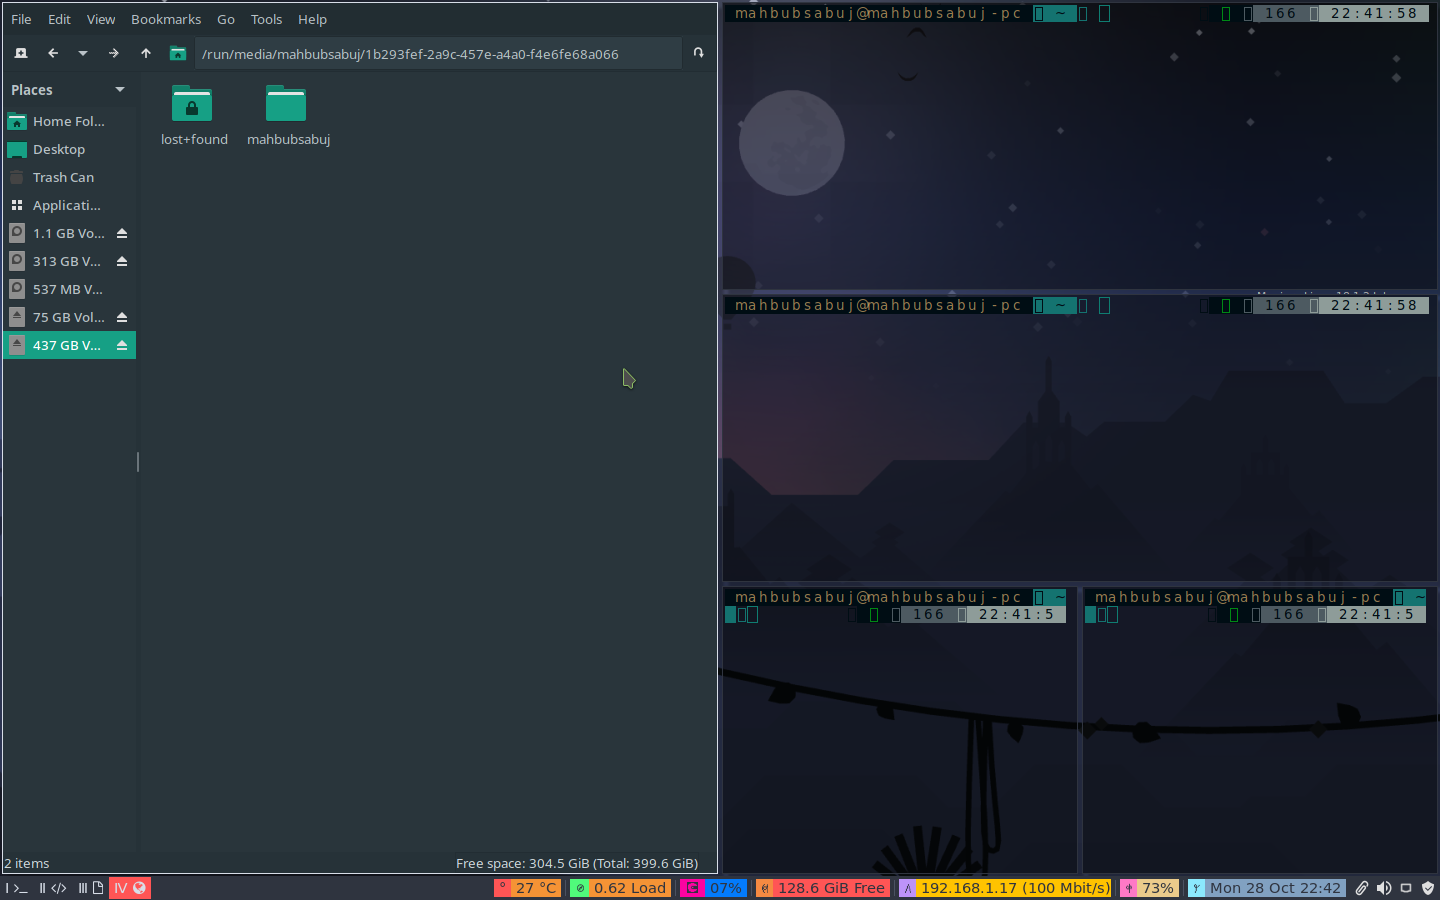 File Edit View Bookmarks Go Tools Help
/run/media/mahbubsabuj/1b293fef-2a9c-457e-a4a0-f4e6fe68a066
Places
Home Fol...
Desktop
Trash Can
Applicati...
1.1 GB Vo...
313 GB V...
537 MB V...
75 GB Vol...
437 GB V...
lost+found mahbubsabuj
2 items Free space: 304.5 GiB (Total: 399.6 GiB)
mahbubsabuj@mahbubsabuj-pc ~ 166 22:41:58
mahbubsabuj@mahbubsabuj-pc ~ 166 22:41:58
mahbubsabuj@mahbubsabuj-pc ~
166 22:41:5
mahbubsabuj@mahbubsabuj-pc ~
166 22:41:5
I >_ II </> III IV ° 27 °C 0.62 Load 07% 128.6 GiB Free 192.168.1.17 (100 Mbit/s) 73% Mon 28 Oct 22:42